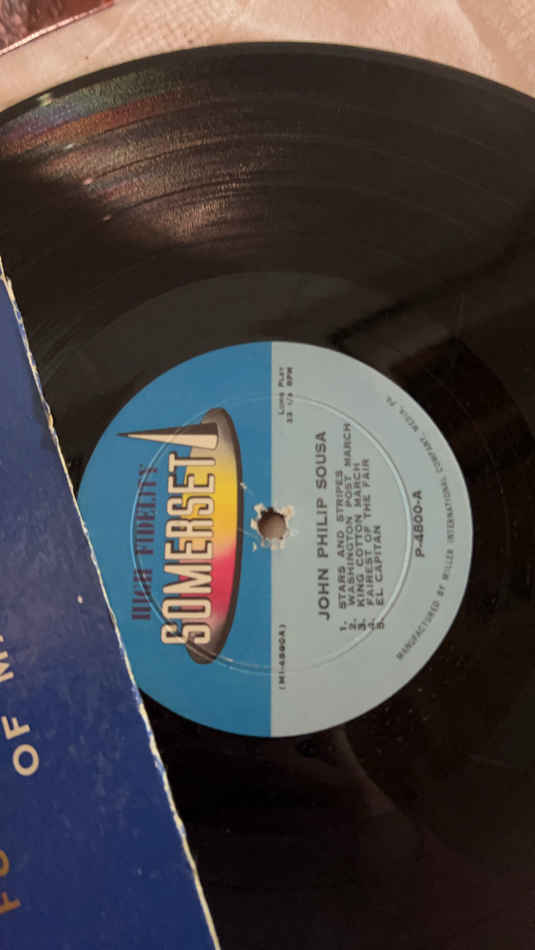 HIGH FIDELITY
SOMERSET
LONG PLAY
33 1/3 RPM
(M1-4800A)
JOHN PHILIP SOUSA
1. STARS AND STRIPES
2. WASHINGTON POST MARCH
3. KING COTTON MARCH
4. FAIREST OF THE FAIR
5. EL CAPITAN
P-4800-A
MANUFACTURED BY MILLER INTERNATIONAL COMPANY, MEDIA, PA.
OF